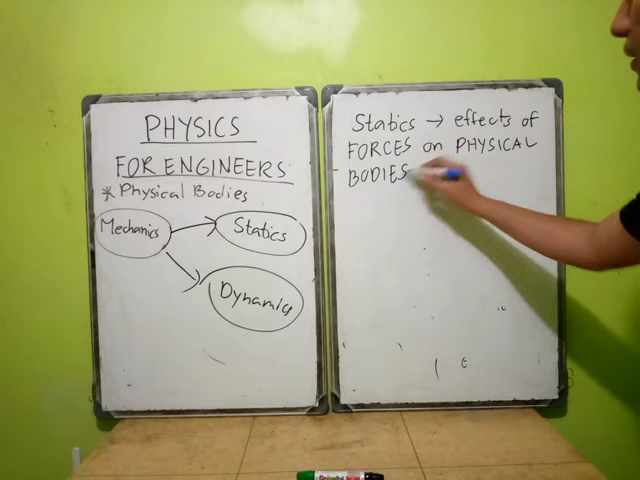 PHYSICS
FOR ENGINEERS
* Physical Bodies
Mechanics
Statics
Dynamics
Statics → effects of
FORCES on PHYSICAL
BODIES